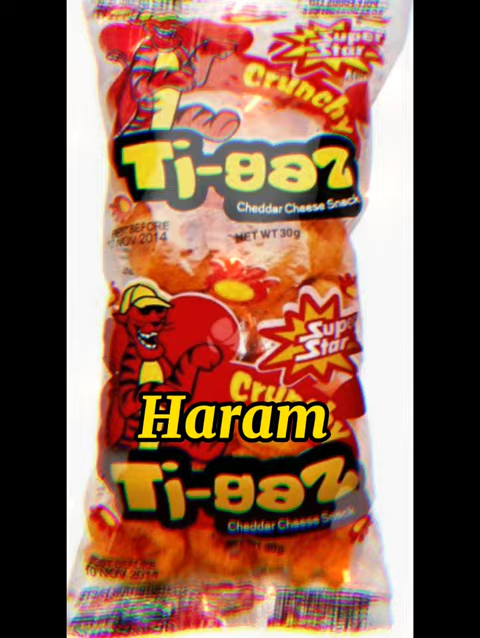 Super
Star
Crunchy
Ti-gaz
Cheddar Cheese Snack
BEST BEFORE
10 NOV 2014
NET WT 30g
Super
Star
Haram
Ti-gaz
Cheddar Cheese Snack
10 NOV 2014